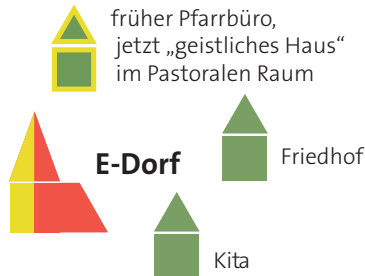 früher Pfarrbüro,
jetzt „geistliches Haus“
im Pastoralen Raum
E-Dorf
Friedhof
Kita